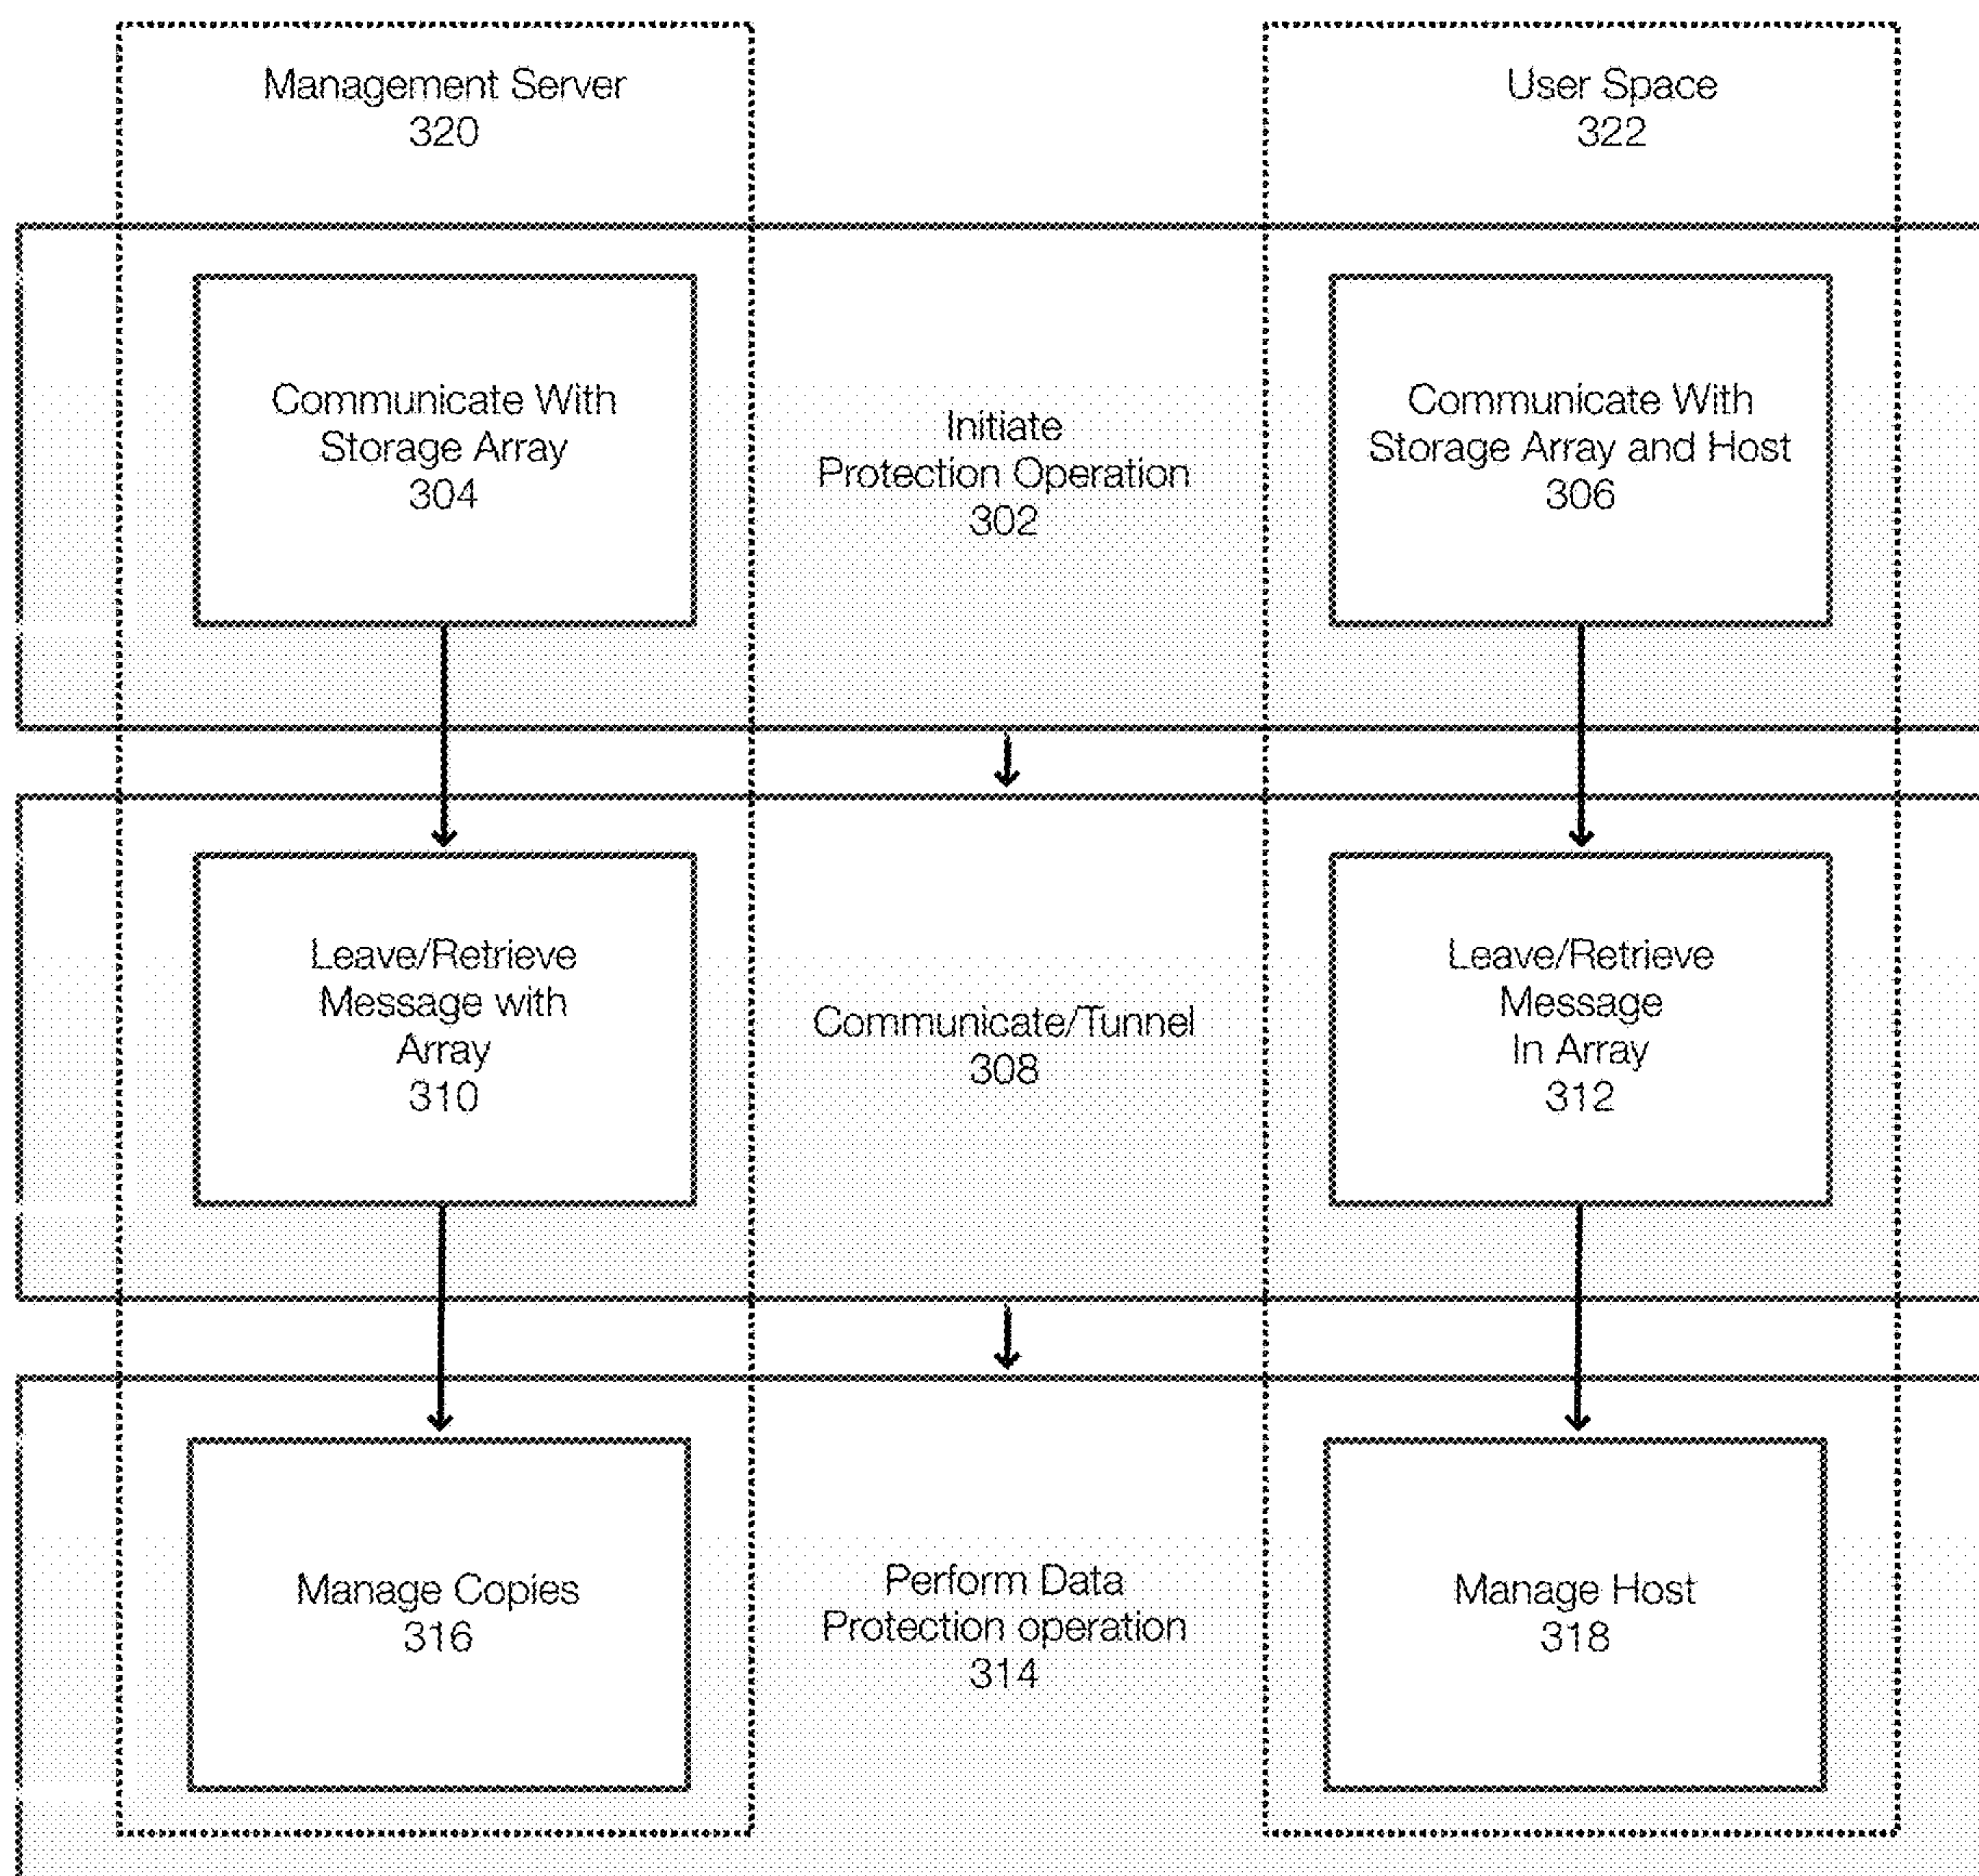 Management Server
320
User Space
322
Communicate With
Storage Array
304
Initiate
Protection Operation
302
Communicate With
Storage Array and Host
306
Leave/Retrieve
Message with
Array
310
Communicate/Tunnel
308
Leave/Retrieve
Message
In Array
312
Manage Copies
316
Perform Data
Protection operation
314
Manage Host
318